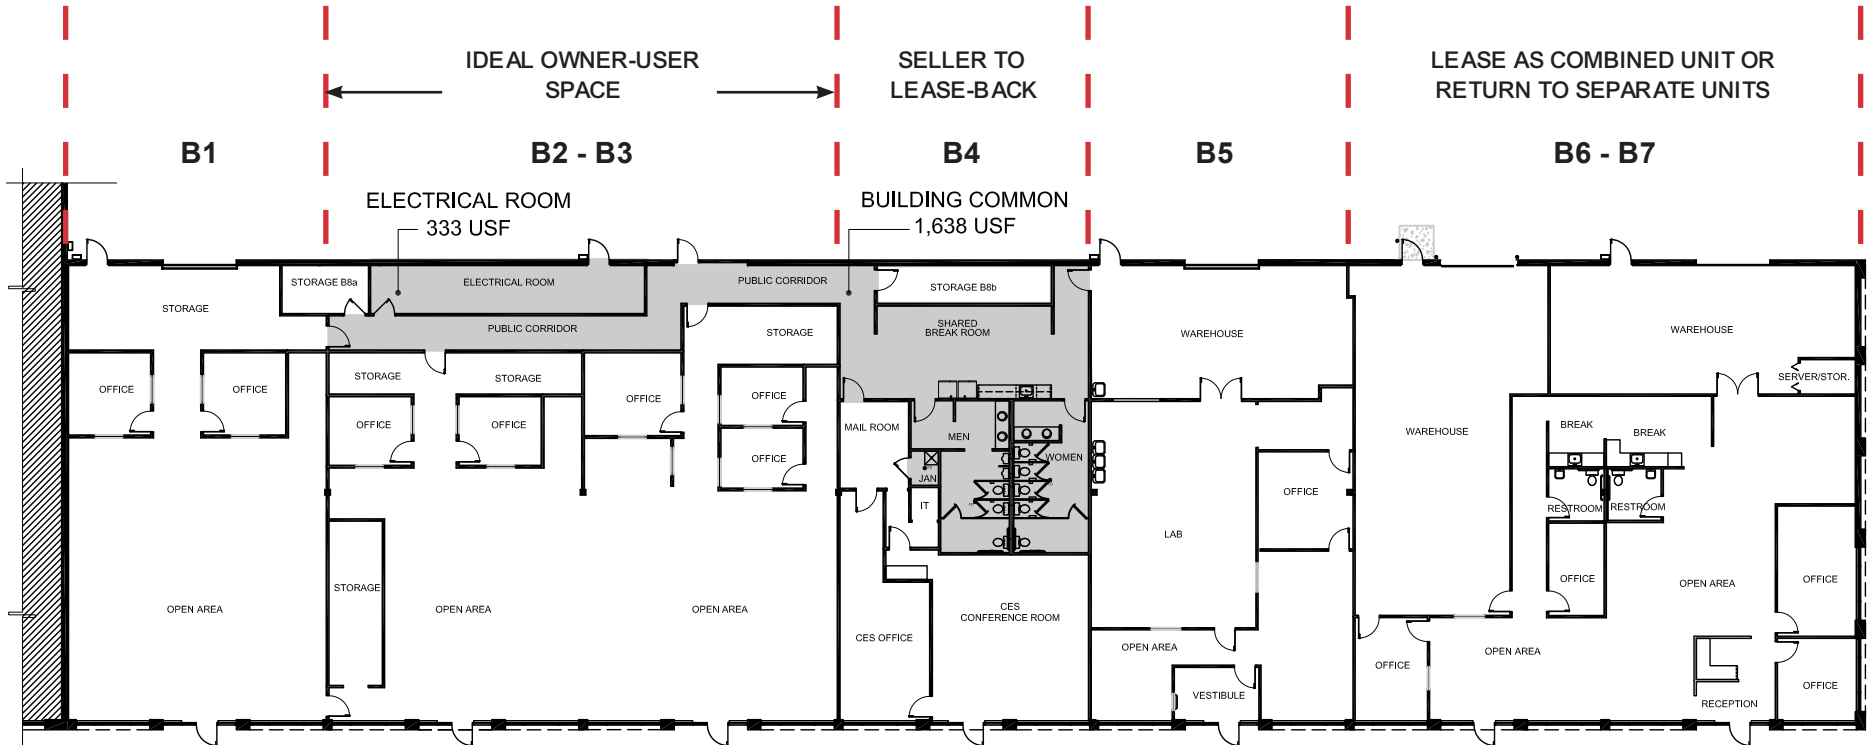 IDEAL OWNER-USER
SPACE
SELLER TO
LEASE-BACK
LEASE AS COMBINED UNIT OR
RETURN TO SEPARATE UNITS
B1
B2 - B3
B4
B5
B6 - B7
ELECTRICAL ROOM
333 USF
BUILDING COMMON
1,638 USF
STORAGE B8a
ELECTRICAL ROOM
PUBLIC CORRIDOR
STORAGE B8b
STORAGE
PUBLIC CORRIDOR
STORAGE
SHARED
BREAK ROOM
WAREHOUSE
WAREHOUSE
OFFICE
OFFICE
STORAGE
STORAGE
OFFICE
OFFICE
SERVER/STOR.
OFFICE
OFFICE
OFFICE
MAIL ROOM
MEN
WOMEN
WAREHOUSE
BREAK
BREAK
JAN
IT
OFFICE
RESTROOM
RESTROOM
LAB
STORAGE
OFFICE
OPEN AREA
OFFICE
OPEN AREA
OPEN AREA
OPEN AREA
CES
CONFERENCE ROOM
CES OFFICE
OPEN AREA
OPEN AREA
OFFICE
VESTIBULE
OFFICE
RECEPTION